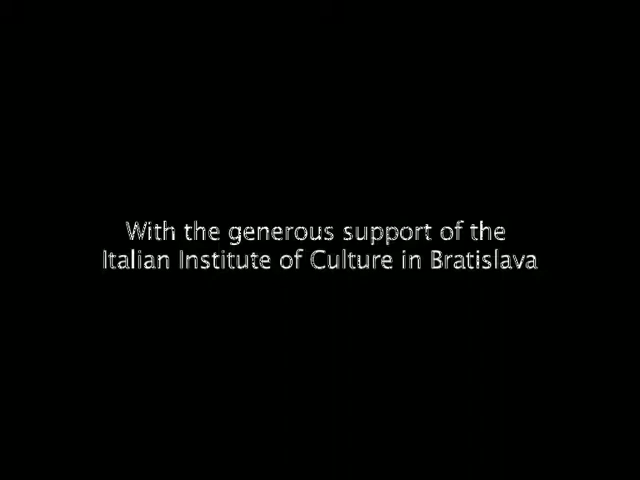 With the generous support of the
Italian Institute of Culture in Bratislava